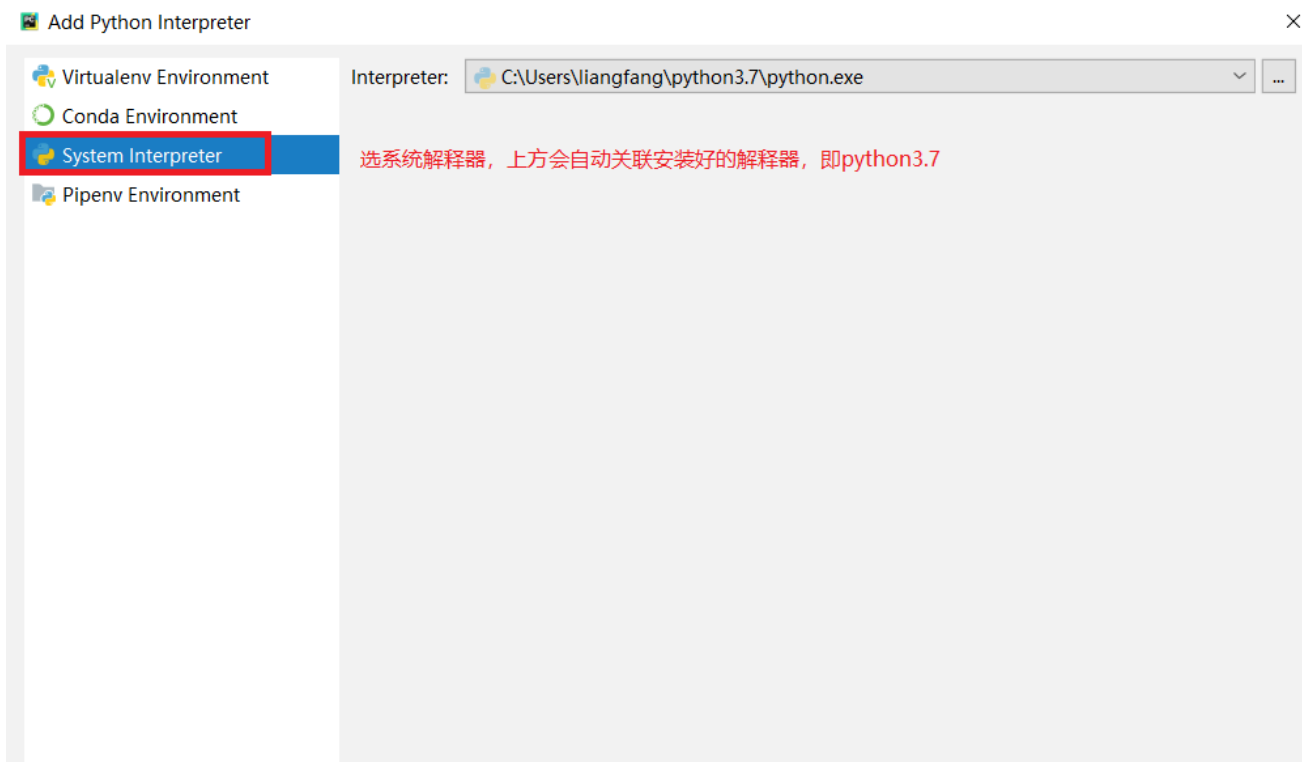 Add Python Interpreter
Virtualenv Environment
Interpreter: C:\Users\liangfang\python3.7\python.exe ...
Conda Environment
System Interpreter
选系统解释器，上方会自动关联安装好的解释器，即python3.7
Pipenv Environment